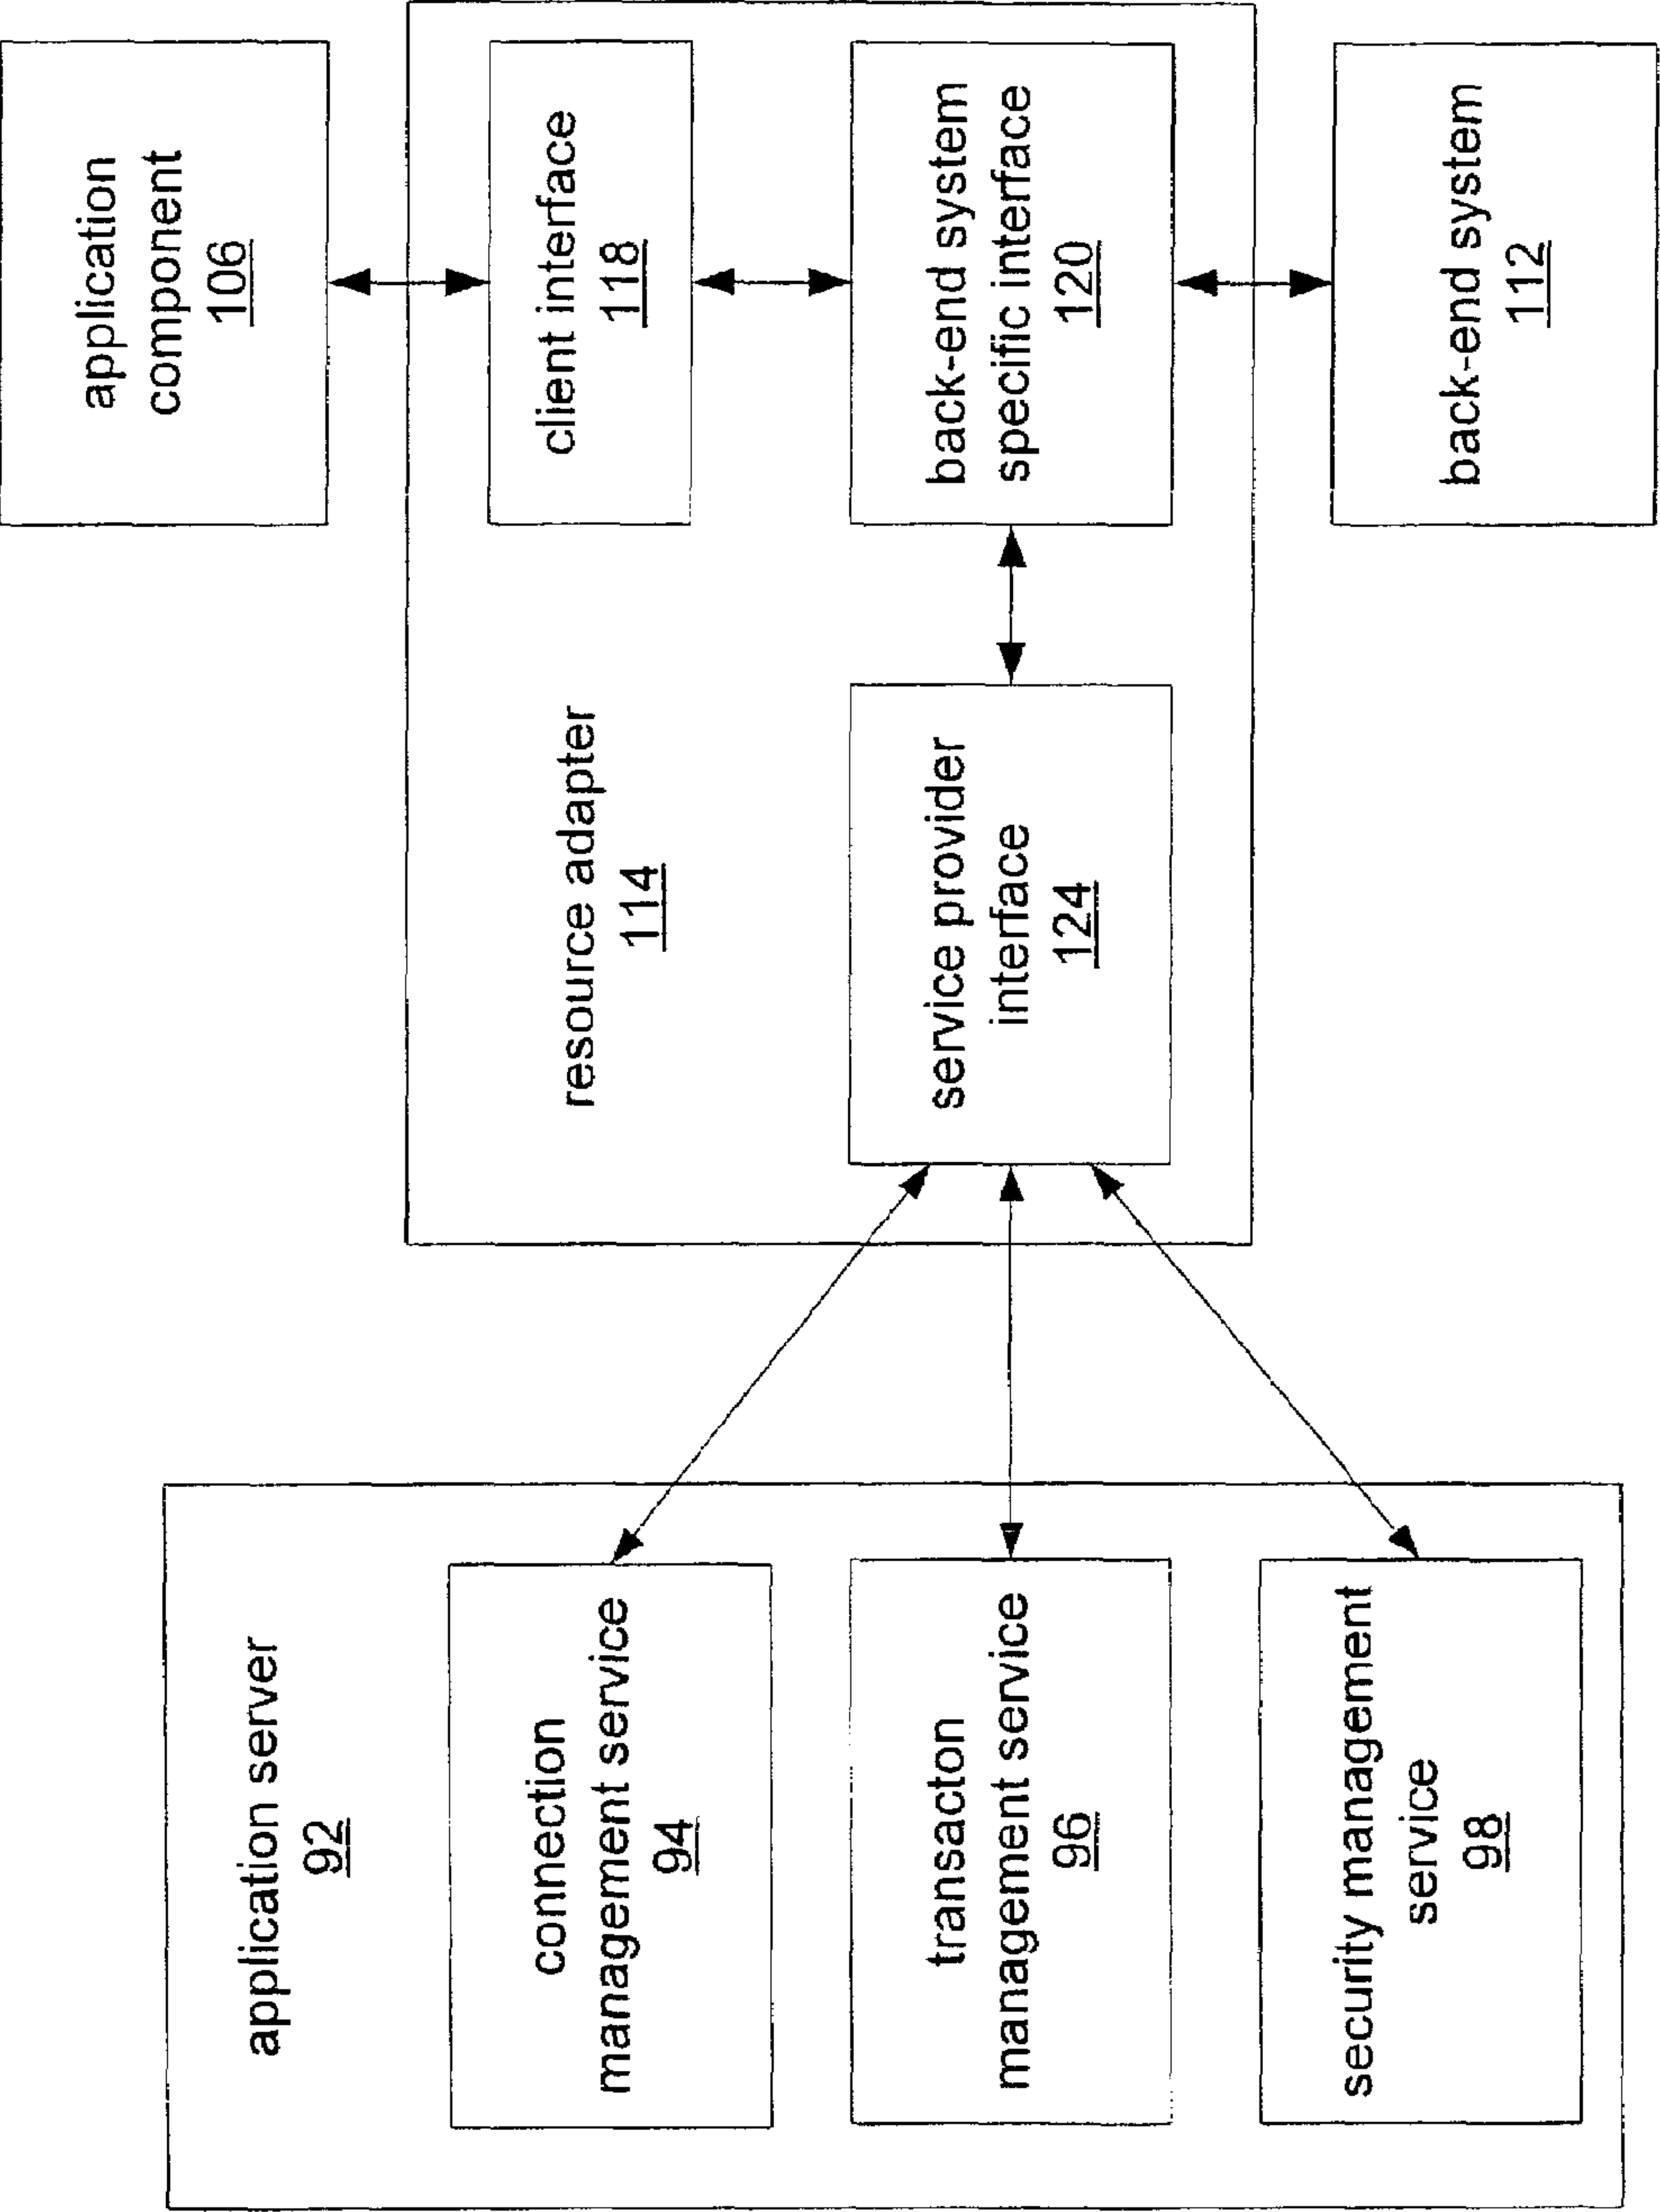 application server
92
connection
management service
94
transacton
management service
96
security management
service
98
resource adapter
114
service provider
interface
124
application
component
106
client interface
118
back-end system
specific interface
120
back-end system
112